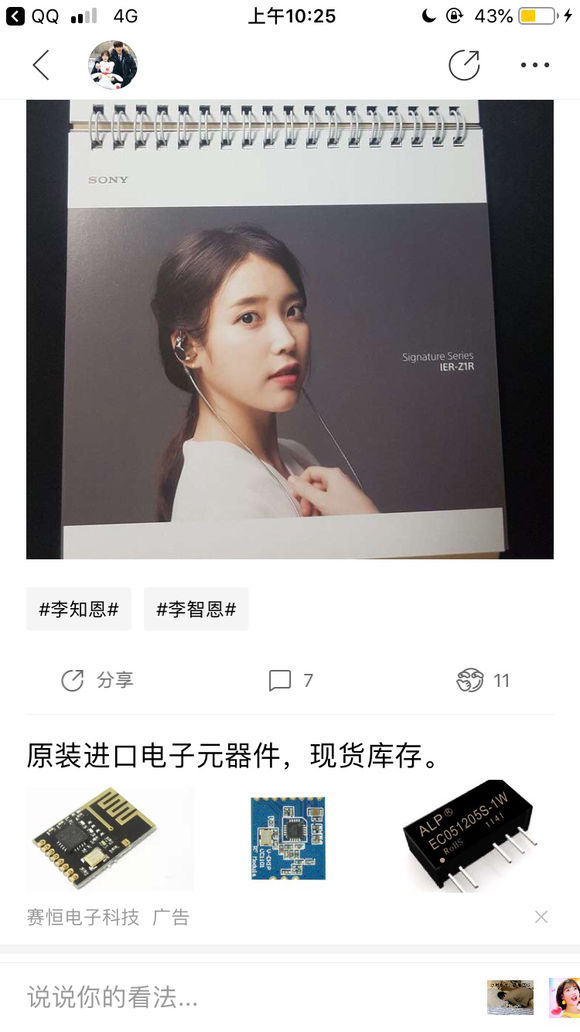 QQ 4G 上午10:25 43%
SONY
Signature Series
IER-Z1R
#李知恩# #李智恩#
分享 7 11
原装进口电子元器件，现货库存。
ALP®
EC051205S-1W
RoHS 1141
赛恒电子科技 广告
说说你的看法...